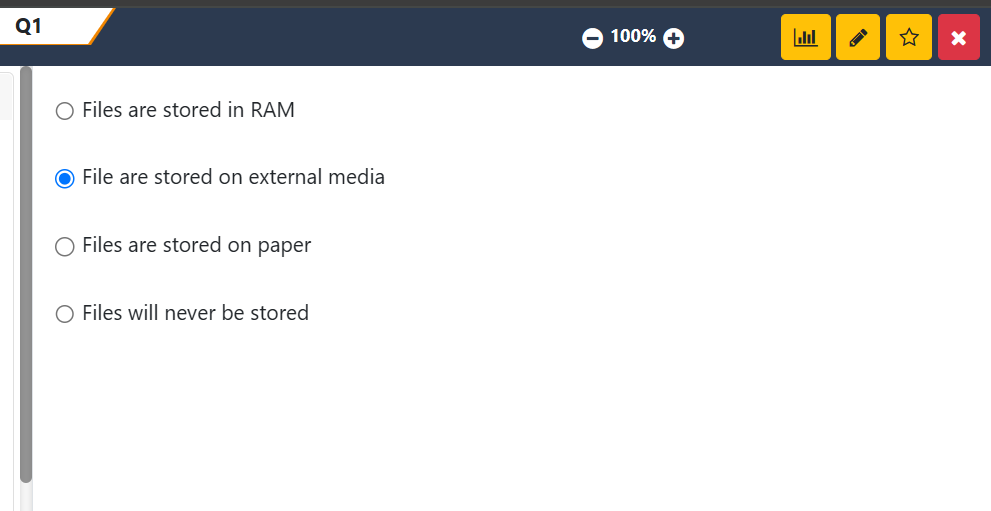 Q1
100%
Files are stored in RAM
File are stored on external media
Files are stored on paper
Files will never be stored